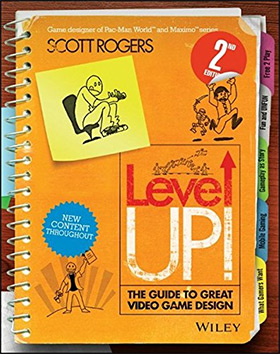 Game designer of Pac-Man World™ and Maximo™ series
SCOTT ROGERS
2ND
EDITION
Free 2 Play
Fun and Unfun
Gameplay as Story
Mobile Gaming
What Gamers Want
Level
UP!
NEW
CONTENT
THROUGHOUT
THE GUIDE TO GREAT
VIDEO GAME DESIGN
WILEY